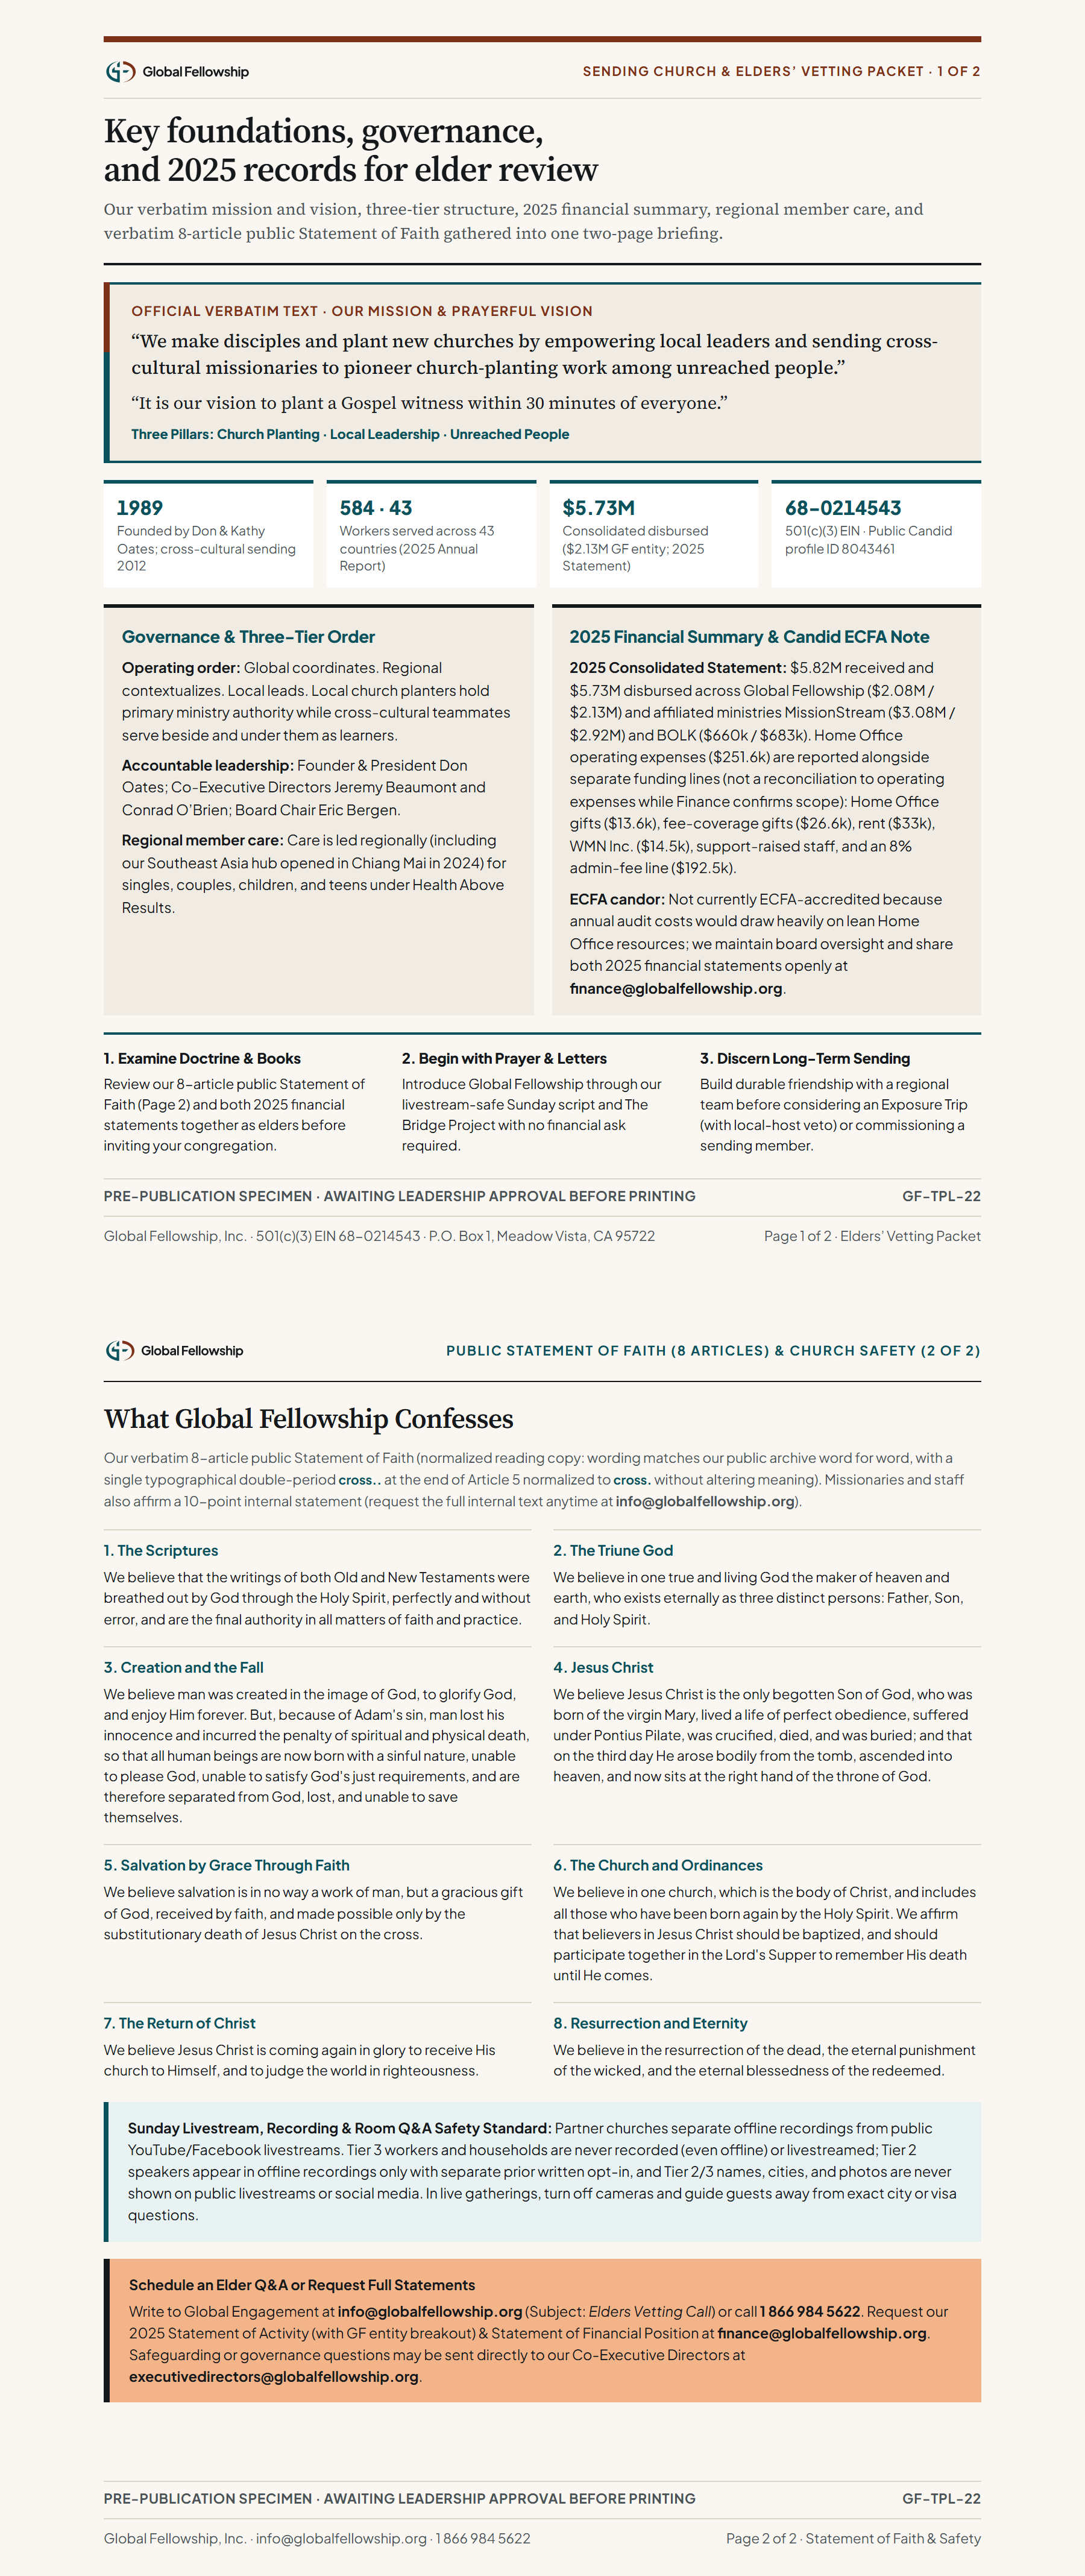 Global Fellowship
SENDING CHURCH & ELDERS’ VETTING PACKET · 1 OF 2
Key foundations, governance,
and 2025 records for elder review
Our verbatim mission and vision, three-tier structure, 2025 financial summary, regional member care, and
verbatim 8-article public Statement of Faith gathered into one two-page briefing.
OFFICIAL VERBATIM TEXT · OUR MISSION & PRAYERFUL VISION
“We make disciples and plant new churches by empowering local leaders and sending cross-
cultural missionaries to pioneer church-planting work among unreached people.”
“It is our vision to plant a Gospel witness within 30 minutes of everyone.”
Three Pillars: Church Planting · Local Leadership · Unreached People
1989
Founded by Don & Kathy
Oates; cross-cultural sending
2012
584 · 43
Workers served across 43
countries (2025 Annual
Report)
$5.73M
Consolidated disbursed
($2.13M GF entity; 2025
Statement)
68-0214543
501(c)(3) EIN · Public Candid
profile ID 8043461
Governance & Three-Tier Order
Operating order: Global coordinates. Regional
contextualizes. Local leads. Local church planters hold
primary ministry authority while cross-cultural teammates
serve beside and under them as learners.
Accountable leadership: Founder & President Don
Oates; Co-Executive Directors Jeremy Beaumont and
Conrad O’Brien; Board Chair Eric Bergen.
Regional member care: Care is led regionally (including
our Southeast Asia hub opened in Chiang Mai in 2024) for
singles, couples, children, and teens under Health Above
Results.
2025 Financial Summary & Candid ECFA Note
2025 Consolidated Statement: $5.82M received and
$5.73M disbursed across Global Fellowship ($2.08M /
$2.13M) and affiliated ministries MissionStream ($3.08M /
$2.92M) and BOLK ($660k / $683k). Home Office
operating expenses ($251.6k) are reported alongside
separate funding lines (not a reconciliation to operating
expenses while Finance confirms scope): Home Office
gifts ($13.6k), fee-coverage gifts ($26.6k), rent ($33k),
WMN Inc. ($14.5k), support-raised staff, and an 8%
admin-fee line ($192.5k).
ECFA candor: Not currently ECFA-accredited because
annual audit costs would draw heavily on lean Home
Office resources; we maintain board oversight and share
both 2025 financial statements openly at
finance@globalfellowship.org.
1. Examine Doctrine & Books
Review our 8-article public Statement of
Faith (Page 2) and both 2025 financial
statements together as elders before
inviting your congregation.
2. Begin with Prayer & Letters
Introduce Global Fellowship through our
livestream-safe Sunday script and The
Bridge Project with no financial ask
required.
3. Discern Long-Term Sending
Build durable friendship with a regional
team before considering an Exposure Trip
(with local-host veto) or commissioning a
sending member.
PRE-PUBLICATION SPECIMEN · AWAITING LEADERSHIP APPROVAL BEFORE PRINTING
GF-TPL-22
Global Fellowship, Inc. · 501(c)(3) EIN 68-0214543 · P.O. Box 1, Meadow Vista, CA 95722
Page 1 of 2 · Elders’ Vetting Packet
Global Fellowship
PUBLIC STATEMENT OF FAITH (8 ARTICLES) & CHURCH SAFETY (2 OF 2)
What Global Fellowship Confesses
Our verbatim 8-article public Statement of Faith (normalized reading copy: wording matches our public archive word for word, with a
single typographical double-period cross.. at the end of Article 5 normalized to cross. without altering meaning). Missionaries and staff
also affirm a 10-point internal statement (request the full internal text anytime at info@globalfellowship.org).
1. The Scriptures
We believe that the writings of both Old and New Testaments were
breathed out by God through the Holy Spirit, perfectly and without
error, and are the final authority in all matters of faith and practice.
2. The Triune God
We believe in one true and living God the maker of heaven and
earth, who exists eternally as three distinct persons: Father, Son,
and Holy Spirit.
3. Creation and the Fall
We believe man was created in the image of God, to glorify God,
and enjoy Him forever. But, because of Adam's sin, man lost his
innocence and incurred the penalty of spiritual and physical death,
so that all human beings are now born with a sinful nature, unable
to please God, unable to satisfy God's just requirements, and are
therefore separated from God, lost, and unable to save
themselves.
4. Jesus Christ
We believe Jesus Christ is the only begotten Son of God, who was
born of the virgin Mary, lived a life of perfect obedience, suffered
under Pontius Pilate, was crucified, died, and was buried; and that
on the third day He arose bodily from the tomb, ascended into
heaven, and now sits at the right hand of the throne of God.
5. Salvation by Grace Through Faith
We believe salvation is in no way a work of man, but a gracious gift
of God, received by faith, and made possible only by the
substitutionary death of Jesus Christ on the cross.
6. The Church and Ordinances
We believe in one church, which is the body of Christ, and includes
all those who have been born again by the Holy Spirit. We affirm
that believers in Jesus Christ should be baptized, and should
participate together in the Lord's Supper to remember His death
until He comes.
7. The Return of Christ
We believe Jesus Christ is coming again in glory to receive His
church to Himself, and to judge the world in righteousness.
8. Resurrection and Eternity
We believe in the resurrection of the dead, the eternal punishment
of the wicked, and the eternal blessedness of the redeemed.
Sunday Livestream, Recording & Room Q&A Safety Standard: Partner churches separate offline recordings from public
YouTube/Facebook livestreams. Tier 3 workers and households are never recorded (even offline) or livestreamed; Tier 2
speakers appear in offline recordings only with separate prior written opt-in, and Tier 2/3 names, cities, and photos are never
shown on public livestreams or social media. In live gatherings, turn off cameras and guide guests away from exact city or visa
questions.
Schedule an Elder Q&A or Request Full Statements
Write to Global Engagement at info@globalfellowship.org (Subject: Elders Vetting Call) or call 1 866 984 5622. Request our
2025 Statement of Activity (with GF entity breakout) & Statement of Financial Position at finance@globalfellowship.org.
Safeguarding or governance questions may be sent directly to our Co-Executive Directors at
executivedirectors@globalfellowship.org.
PRE-PUBLICATION SPECIMEN · AWAITING LEADERSHIP APPROVAL BEFORE PRINTING
GF-TPL-22
Global Fellowship, Inc. · info@globalfellowship.org · 1 866 984 5622
Page 2 of 2 · Statement of Faith & Safety